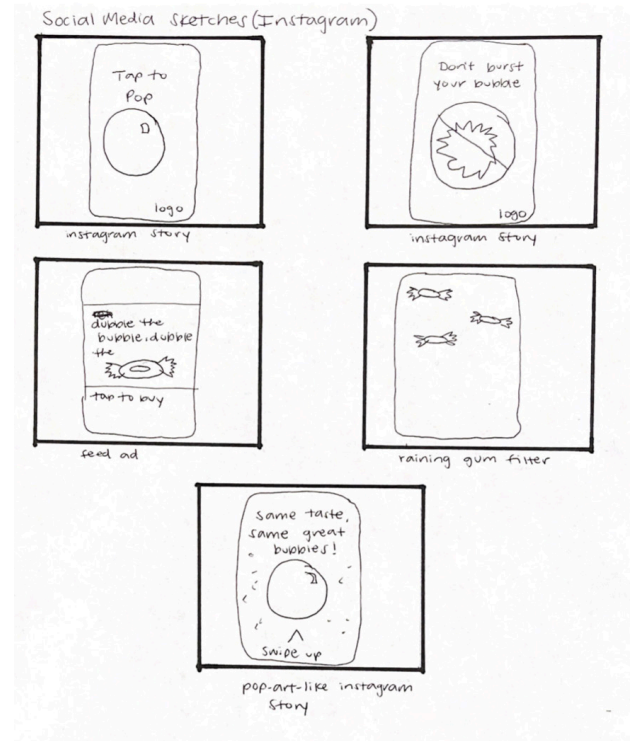 Social Media Sketches (Instagram)
Tap to
Pop
logo
instagram story
Don't burst
your bubble
logo
instagram story
dubble the
bubble, dubble
the
tap to buy
feed ad
raining gum filter
Same taste,
same great
bubbles!
swipe up
pop-art-like instagram
story